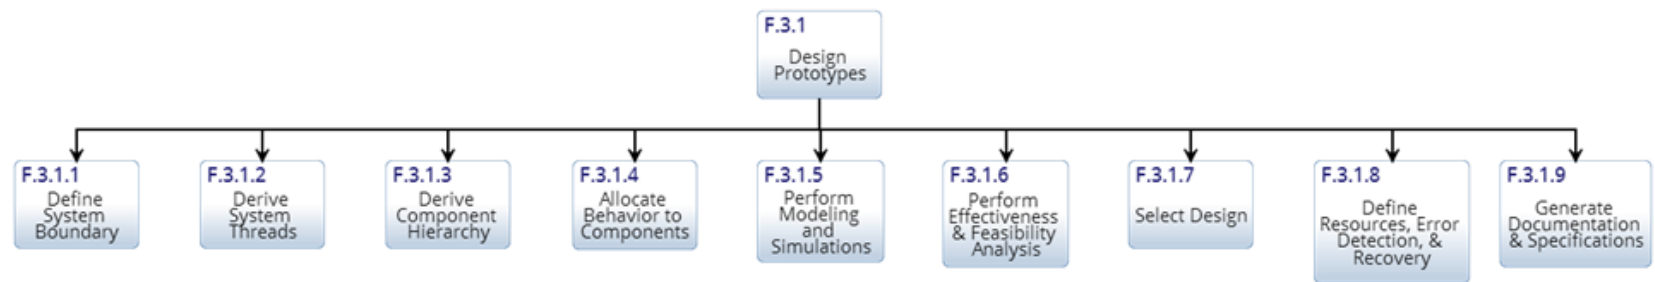 F.3.1
Design
Prototypes
F.3.1.1
Define
System
Boundary
F.3.1.2
Derive
System
Threads
F.3.1.3
Derive
Component
Hierarchy
F.3.1.4
Allocate
Behavior to
Components
F.3.1.5
Perform
Modeling
and
Simulations
F.3.1.6
Perform
Effectiveness
& Feasibility
Analysis
F.3.1.7
Select Design
F.3.1.8
Define
Resources, Error
Detection, &
Recovery
F.3.1.9
Generate
Documentation
& Specifications